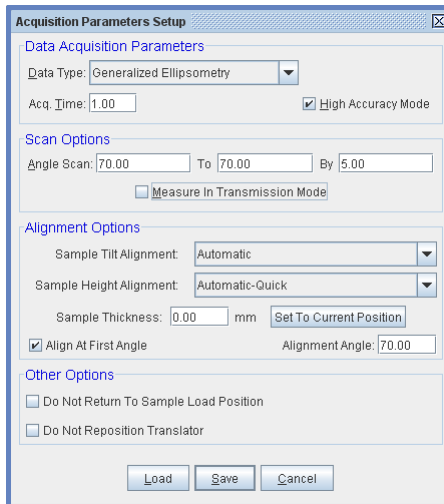 Acquisition Parameters Setup
Data Acquisition Parameters
Data Type: Generalized Ellipsometry
Acq. Time: 1.00 High Accuracy Mode
Scan Options
Angle Scan: 70.00 To 70.00 By 5.00
Measure In Transmission Mode
Alignment Options
Sample Tilt Alignment: Automatic
Sample Height Alignment: Automatic-Quick
Sample Thickness: 0.00 mm Set To Current Position
Align At First Angle Alignment Angle: 70.00
Other Options
Do Not Return To Sample Load Position
Do Not Reposition Translator
Load Save Cancel